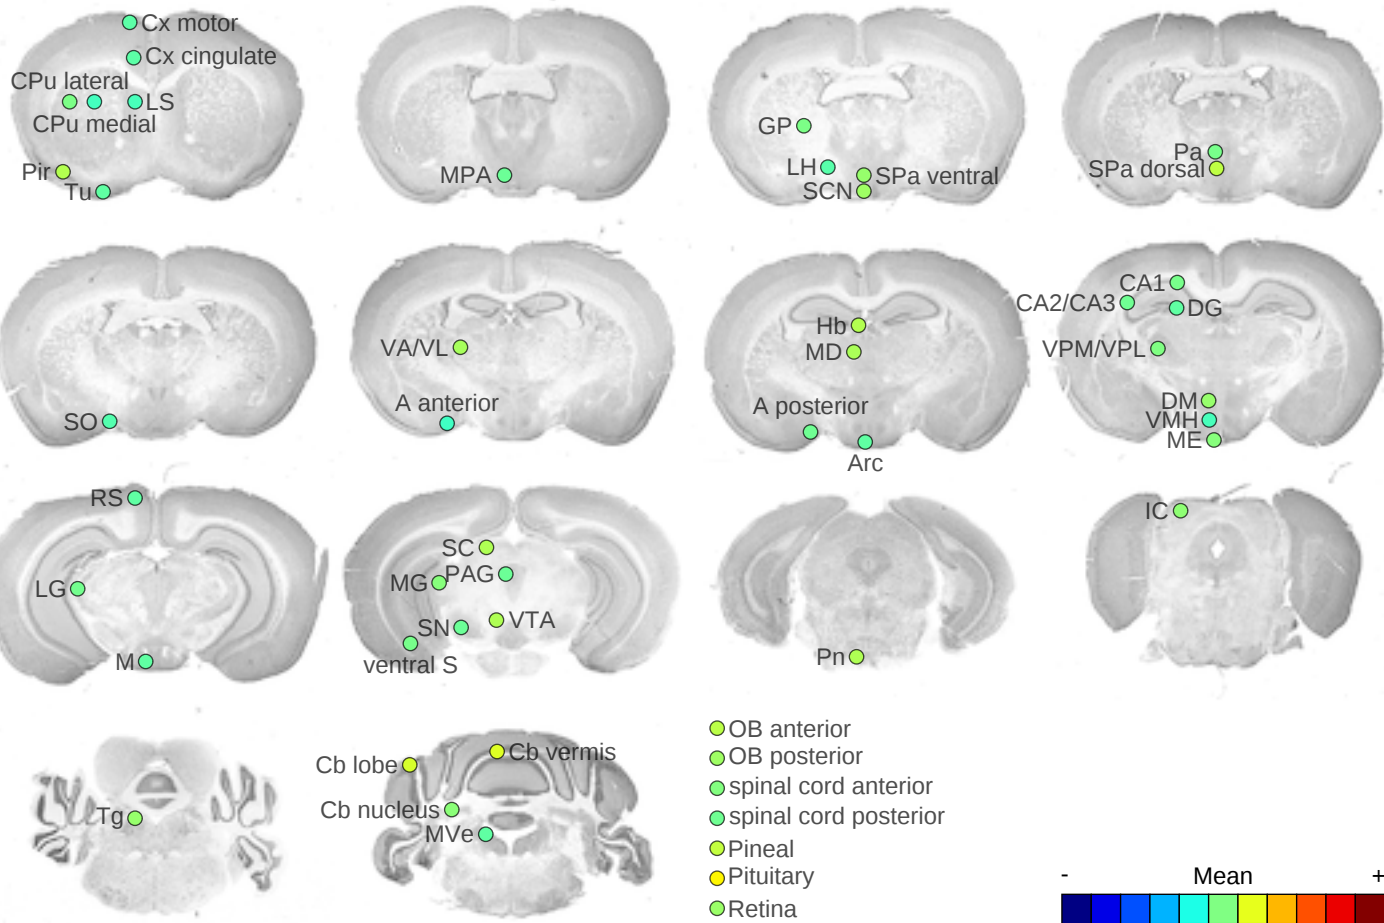 Cx motor
Cx cingulate
CPu lateral
LS
CPu medial
Pir
Tu
MPA
GP
LH
SPa ventral
SCN
Pa
SPa dorsal
SO
VA/VL
A anterior
Hb
MD
A posterior
Arc
CA1
CA2/CA3
DG
VPM/VPL
DM
VMH
ME
RS
LG
M
SC
MG
PAG
SN
VTA
ventral S
Pn
IC
Tg
Cb lobe
Cb vermis
Cb nucleus
MVe
OB anterior
OB posterior
spinal cord anterior
spinal cord posterior
Pineal
Pituitary
Retina
- Mean +